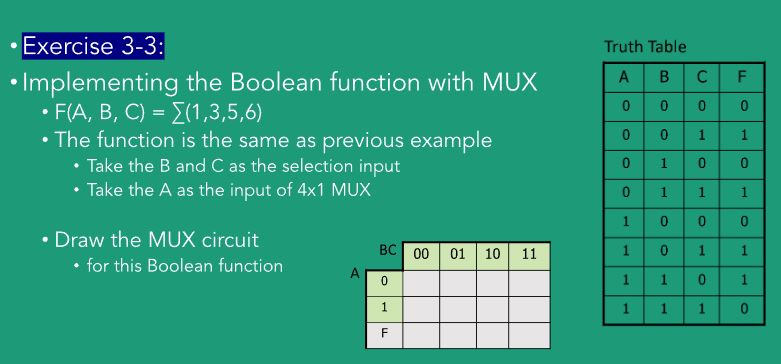 • Exercise 3-3:
• Implementing the Boolean function with MUX
• F(A, B, C) = ∑(1,3,5,6)
• The function is the same as previous example
• Take the B and C as the selection input
• Take the A as the input of 4x1 MUX
• Draw the MUX circuit
• for this Boolean function
BC 00 01 10 11
A
0
1
F
Truth Table
A B C F
0 0 0 0
0 0 1 1
0 1 0 0
0 1 1 1
1 0 0 0
1 0 1 1
1 1 0 1
1 1 1 0